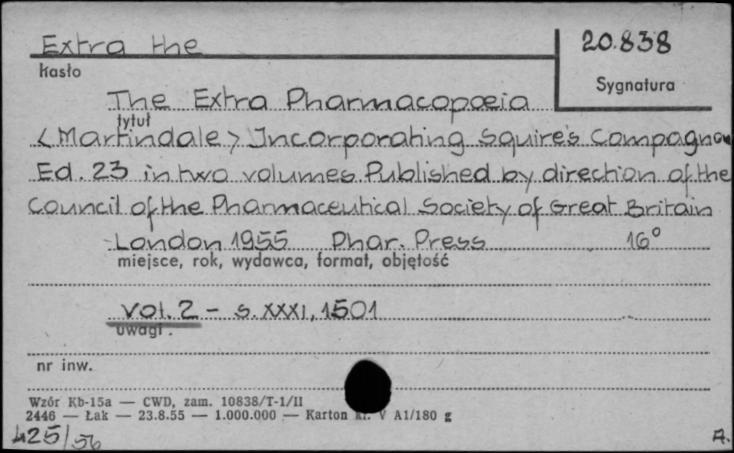 Extra the
20.838
hasło
Sygnatura
The Extra Pharmacopoeia
tytuł
<Martindale> Incorporating Squire's Compagnon
Ed. 23 in two volumes Published by direction of the
Council of the Pharmaceutical Society of Great Britain
London 1955 Phar. Press 16°
miejsce, rok, wydawca, format, objętość
vol. 2 – s. XXXI, 1501
uwagi :
nr inw.
Wzór Kb-15a — CWD, zam. 10838/T-1/II
2446 — Łak — 23.8.55 — 1.000.000 — Karton V A1/180 g
425/56
A.